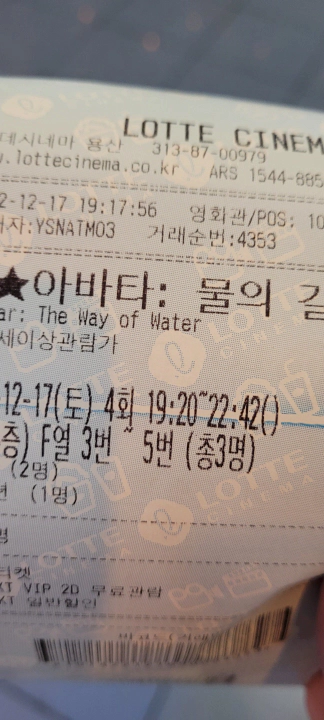 LOTTE CINEM
데시네마 용산 313-87-00979
.lottecinema.co.kr ARS 1544-885
2-12-17 19:17:56 영화관/POS: 10
자:YSNATM03 거래순번:4353
★아바타: 물의 길
ar: The Way of Water
세이상관람가
-12-17(토) 4회 19:20~22:42()
층) F열 3번 ~ 5번 (총3명)
(2명)
(1명)
명
티켓
KT VIP 2D 무료관람
KT 일반할인